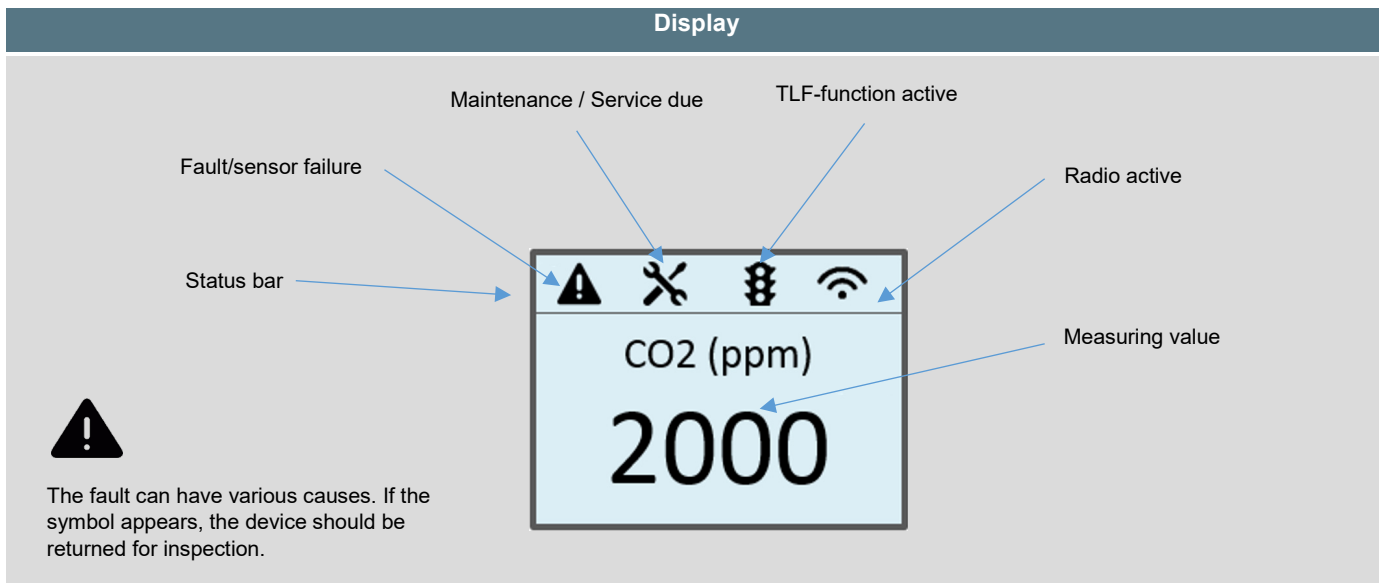 Display
Maintenance / Service due
TLF-function active
Fault/sensor failure
Radio active
Status bar
CO2 (ppm)
Measuring value
2000
The fault can have various causes. If the
symbol appears, the device should be
returned for inspection.